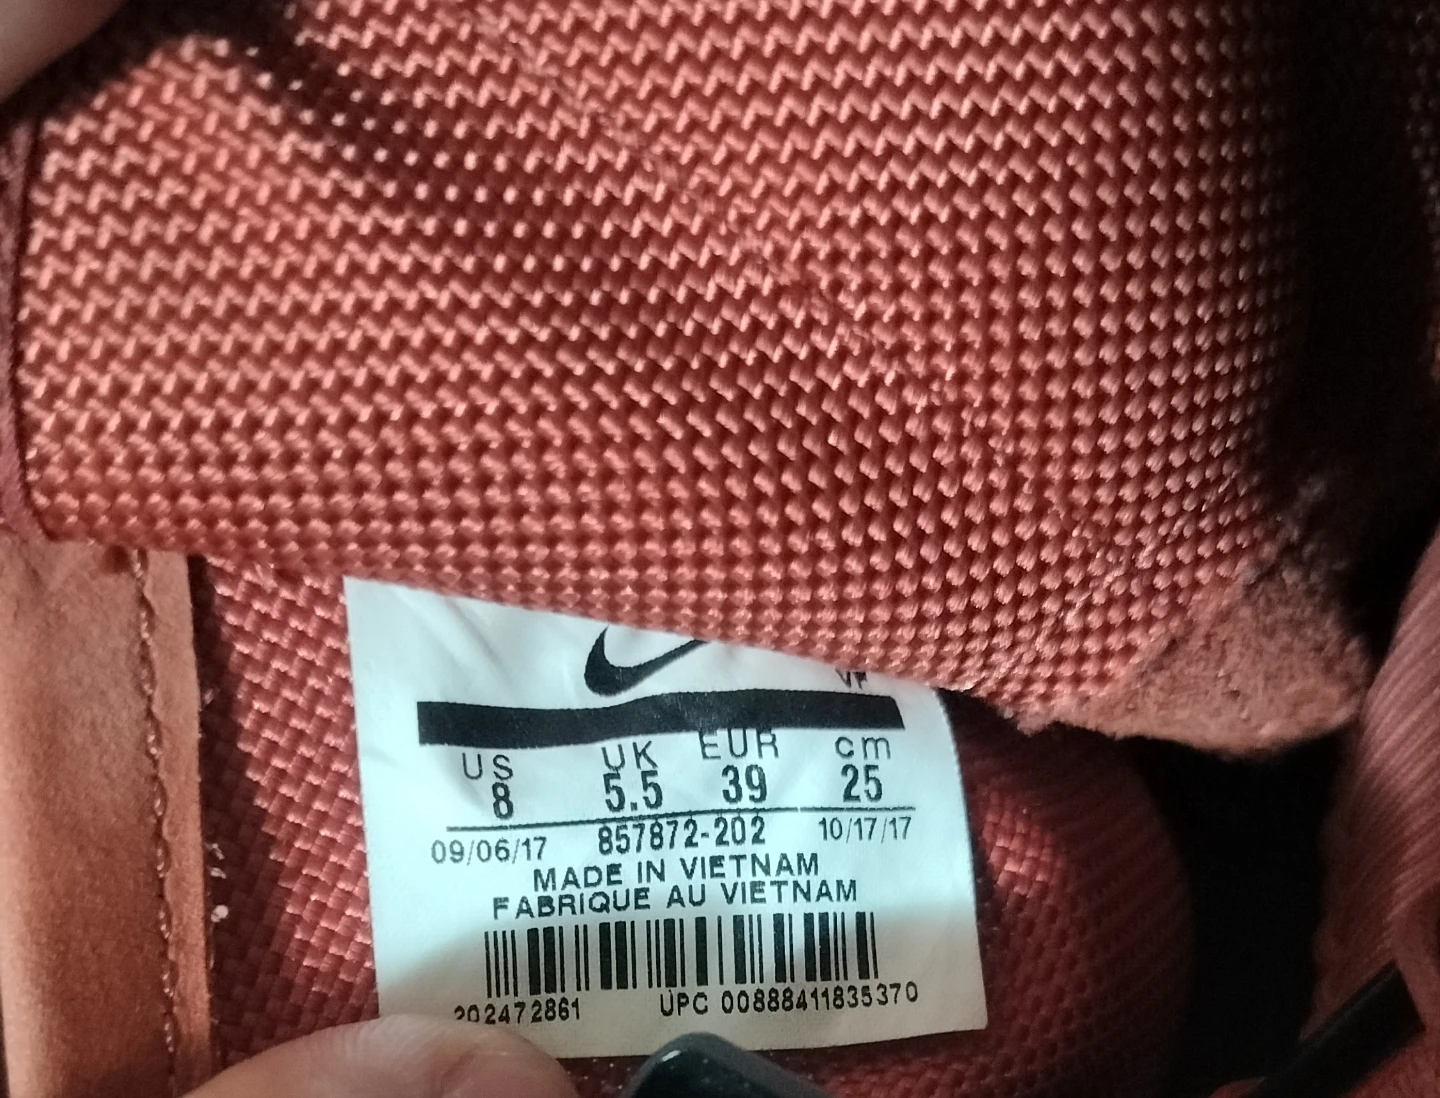 US UK EUR cm
8 5.5 39 25
09/06/17 857872-202 10/17/17
MADE IN VIETNAM
FABRIQUE AU VIETNAM
202472861 UPC 00888411835370